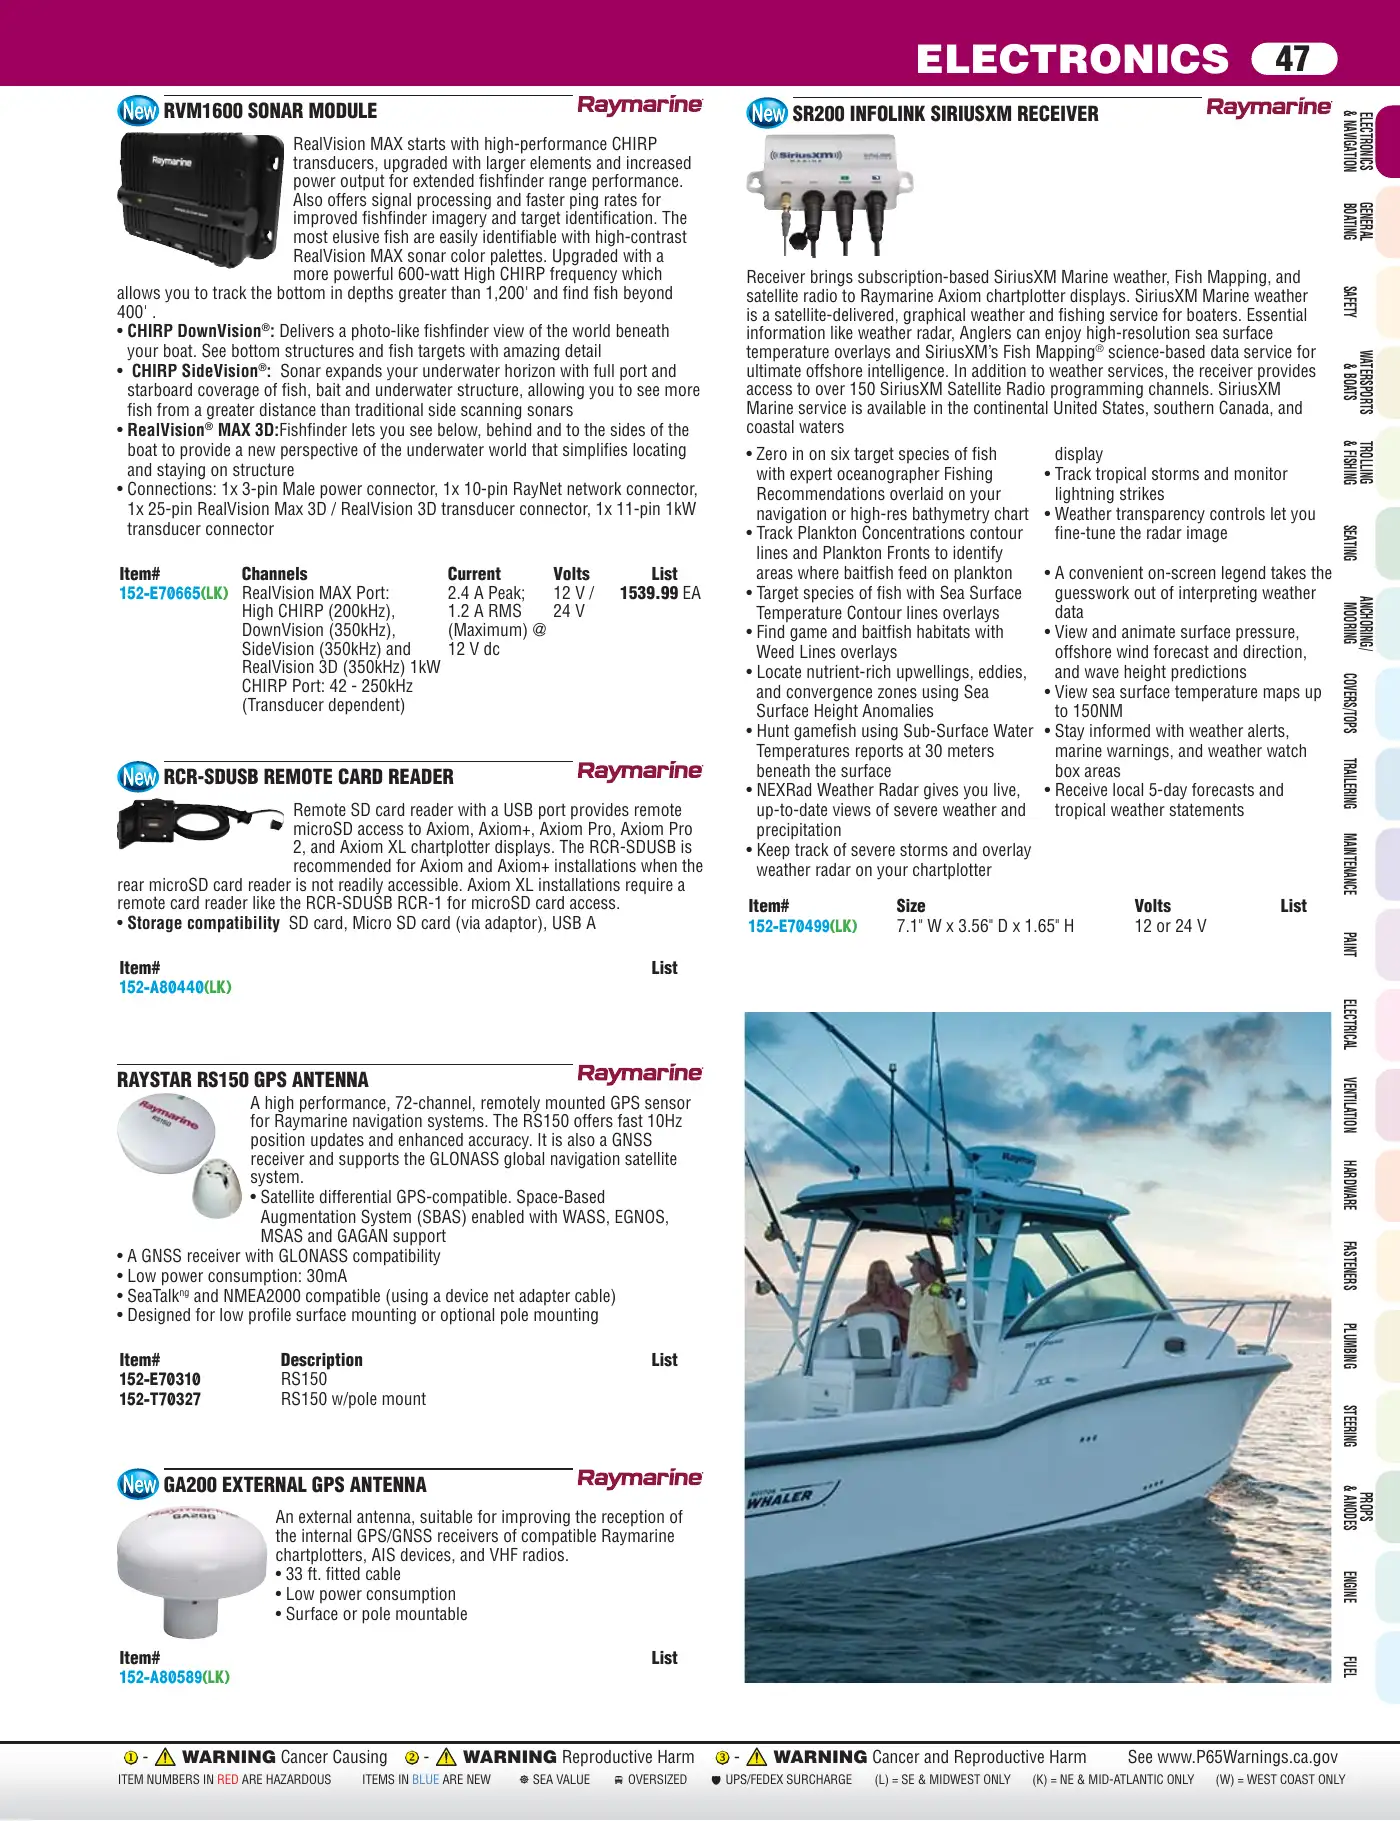 ELECTRONICS 47
New RVM1600 SONAR MODULE Raymarine
Raymarine
RealVision MAX starts with high-performance CHIRP
transducers, upgraded with larger elements and increased
power output for extended fishfinder range performance.
Also offers signal processing and faster ping rates for
improved fishfinder imagery and target identification. The
most elusive fish are easily identifiable with high-contrast
RealVision MAX sonar color palettes. Upgraded with a
more powerful 600-watt High CHIRP frequency which
allows you to track the bottom in depths greater than 1,200' and find fish beyond
400' .
• CHIRP DownVision®: Delivers a photo-like fishfinder view of the world beneath
your boat. See bottom structures and fish targets with amazing detail
• CHIRP SideVision®: Sonar expands your underwater horizon with full port and
starboard coverage of fish, bait and underwater structure, allowing you to see more
fish from a greater distance than traditional side scanning sonars
• RealVision® MAX 3D:Fishfinder lets you see below, behind and to the sides of the
boat to provide a new perspective of the underwater world that simplifies locating
and staying on structure
• Connections: 1x 3-pin Male power connector, 1x 10-pin RayNet network connector,
1x 25-pin RealVision Max 3D / RealVision 3D transducer connector, 1x 11-pin 1kW
transducer connector
Item# Channels Current Volts List
152-E70665(LK) RealVision MAX Port: 2.4 A Peak; 12 V / 1539.99 EA
High CHIRP (200kHz), 1.2 A RMS 24 V
DownVision (350kHz), (Maximum) @
SideVision (350kHz) and 12 V dc
RealVision 3D (350kHz) 1kW
CHIRP Port: 42 - 250kHz
(Transducer dependent)
New RCR-SDUSB REMOTE CARD READER Raymarine
Remote SD card reader with a USB port provides remote
microSD access to Axiom, Axiom+, Axiom Pro, Axiom Pro
2, and Axiom XL chartplotter displays. The RCR-SDUSB is
recommended for Axiom and Axiom+ installations when the
rear microSD card reader is not readily accessible. Axiom XL installations require a
remote card reader like the RCR-SDUSB RCR-1 for microSD card access.
• Storage compatibility SD card, Micro SD card (via adaptor), USB A
Item# List
152-A80440(LK)
RAYSTAR RS150 GPS ANTENNA Raymarine
Raymarine
RS150
A high performance, 72-channel, remotely mounted GPS sensor
for Raymarine navigation systems. The RS150 offers fast 10Hz
position updates and enhanced accuracy. It is also a GNSS
receiver and supports the GLONASS global navigation satellite
system.
• Satellite differential GPS-compatible. Space-Based
Augmentation System (SBAS) enabled with WASS, EGNOS,
MSAS and GAGAN support
• A GNSS receiver with GLONASS compatibility
• Low power consumption: 30mA
• SeaTalkng and NMEA2000 compatible (using a device net adapter cable)
• Designed for low profile surface mounting or optional pole mounting
Item# Description List
152-E70310 RS150
152-T70327 RS150 w/pole mount
New GA200 EXTERNAL GPS ANTENNA Raymarine
Raymarine
GA200
An external antenna, suitable for improving the reception of
the internal GPS/GNSS receivers of compatible Raymarine
chartplotters, AIS devices, and VHF radios.
• 33 ft. fitted cable
• Low power consumption
• Surface or pole mountable
Item# List
152-A80589(LK)
New SR200 INFOLINK SIRIUSXM RECEIVER Raymarine
((SiriusXM))
MARINE
Receiver brings subscription-based SiriusXM Marine weather, Fish Mapping, and
satellite radio to Raymarine Axiom chartplotter displays. SiriusXM Marine weather
is a satellite-delivered, graphical weather and fishing service for boaters. Essential
information like weather radar, Anglers can enjoy high-resolution sea surface
temperature overlays and SiriusXM’s Fish Mapping® science-based data service for
ultimate offshore intelligence. In addition to weather services, the receiver provides
access to over 150 SiriusXM Satellite Radio programming channels. SiriusXM
Marine service is available in the continental United States, southern Canada, and
coastal waters
• Zero in on six target species of fish
with expert oceanographer Fishing
Recommendations overlaid on your
navigation or high-res bathymetry chart
• Track Plankton Concentrations contour
lines and Plankton Fronts to identify
areas where baitfish feed on plankton
• Target species of fish with Sea Surface
Temperature Contour lines overlays
• Find game and baitfish habitats with
Weed Lines overlays
• Locate nutrient-rich upwellings, eddies,
and convergence zones using Sea
Surface Height Anomalies
• Hunt gamefish using Sub-Surface Water
Temperatures reports at 30 meters
beneath the surface
• NEXRad Weather Radar gives you live,
up-to-date views of severe weather and
precipitation
• Keep track of severe storms and overlay
weather radar on your chartplotter
display
• Track tropical storms and monitor
lightning strikes
• Weather transparency controls let you
fine-tune the radar image
• A convenient on-screen legend takes the
guesswork out of interpreting weather
data
• View and animate surface pressure,
offshore wind forecast and direction,
and wave height predictions
• View sea surface temperature maps up
to 150NM
• Stay informed with weather alerts,
marine warnings, and weather watch
box areas
• Receive local 5-day forecasts and
tropical weather statements
Item# Size Volts List
152-E70499(LK) 7.1" W x 3.56" D x 1.65" H 12 or 24 V
Raymarine
BOSTON
WHALER
ELECTRONICS
& NAVIGATION
GENERAL
BOATING
SAFETY
WATERSPORTS
& BOATS
TROLLING
& FISHING
SEATING
ANCHORING/
MOORING
COVERS/TOPS
TRAILERING
MAINTENANCE
PAINT
ELECTRICAL
VENTILATION
HARDWARE
FASTENERS
PLUMBING
STEERING
PROPS
& ANODES
ENGINE
FUEL
1 - WARNING Cancer Causing 2 - WARNING Reproductive Harm 3 - WARNING Cancer and Reproductive Harm See www.P65Warnings.ca.gov
ITEM NUMBERS IN RED ARE HAZARDOUS ITEMS IN BLUE ARE NEW SEA VALUE OVERSIZED UPS/FEDEX SURCHARGE (L) = SE & MIDWEST ONLY (K) = NE & MID-ATLANTIC ONLY (W) = WEST COAST ONLY